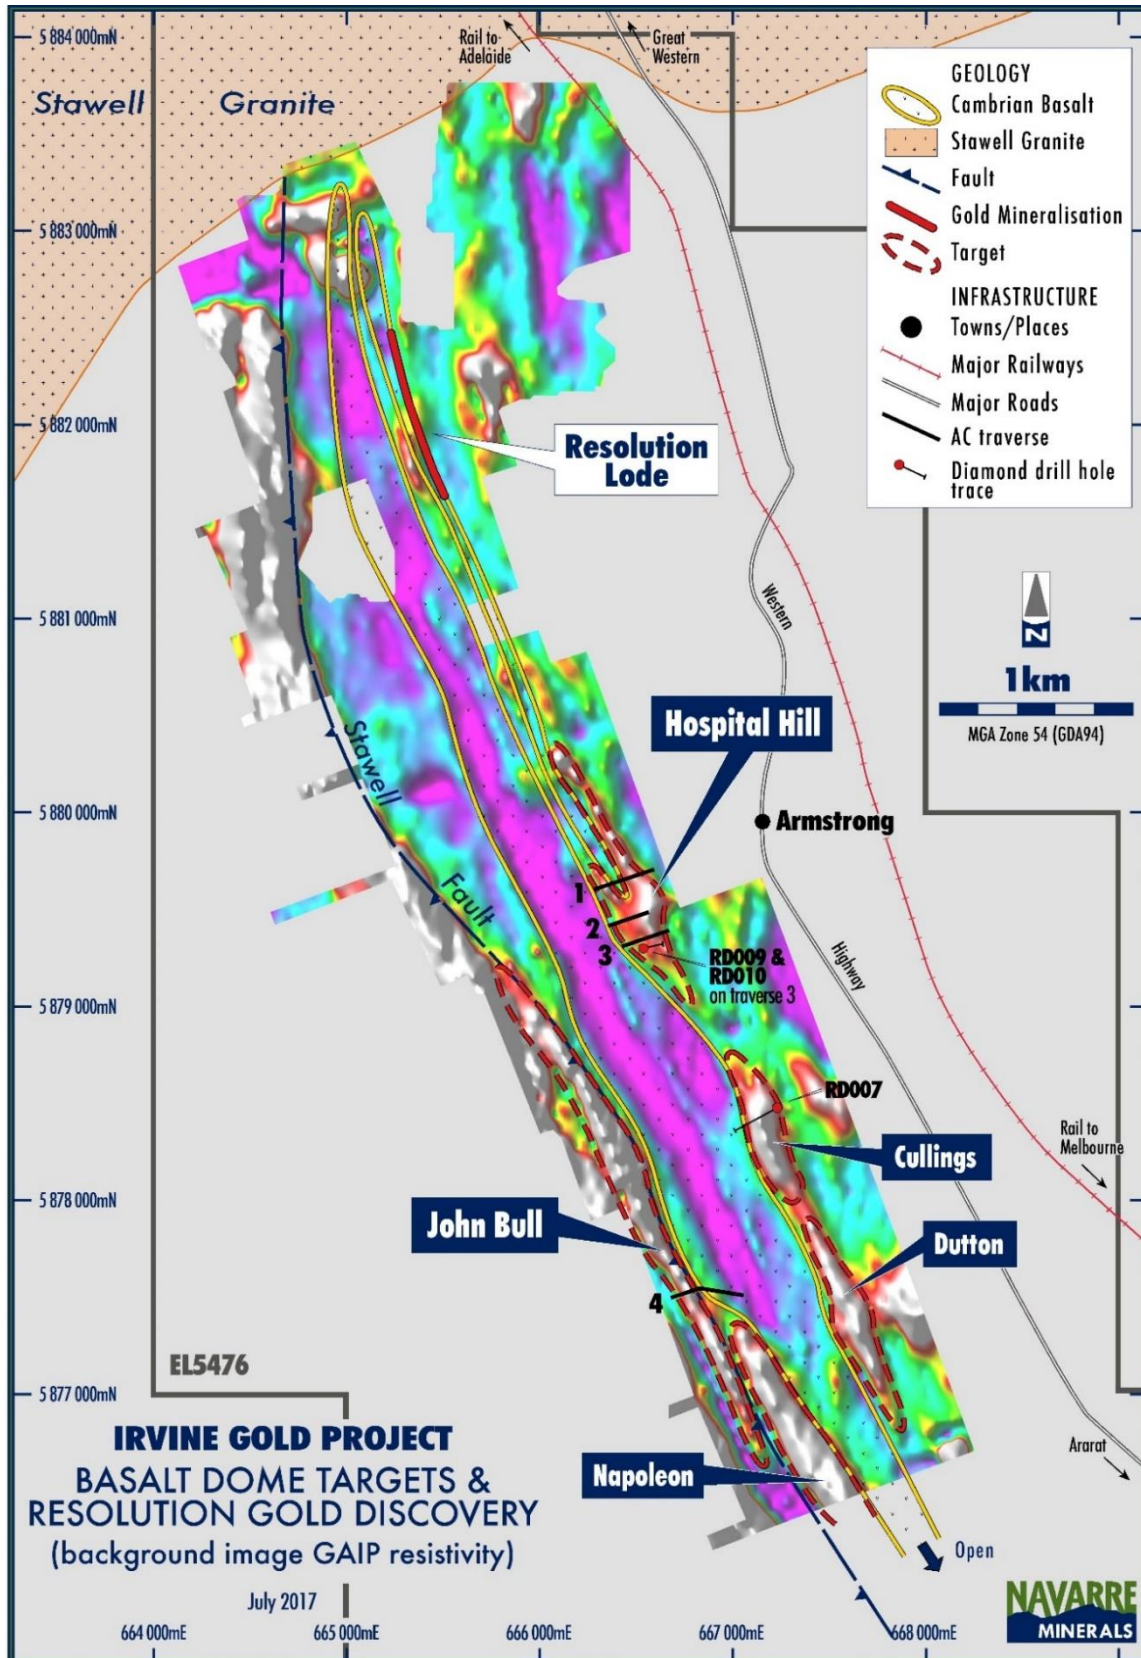 5 884 000mN
Rail to
Adelaide
Great
Western
Stawell Granite
GEOLOGY
Cambrian Basalt
Stawell Granite
Fault
Gold Mineralisation
Target
INFRASTRUCTURE
Towns/Places
Major Railways
Major Roads
AC traverse
Diamond drill hole
trace
5 883 000mN
5 882 000mN
Resolution
Lode
5 881 000mN
Western
N
1km
MGA Zone 54 (GDA94)
Hospital Hill
Stawell
5 880 000mN
Armstrong
Fault
1
2
3
RD009 &
RD010
on traverse 3
Highway
5 879 000mN
RD007
Rail to
Melbourne
Cullings
5 878 000mN
John Bull
Dutton
4
EL5476
5 877 000mN
Ararat
Napoleon
IRVINE GOLD PROJECT
BASALT DOME TARGETS &
RESOLUTION GOLD DISCOVERY
(background image GAIP resistivity)
Open
July 2017
NAVARRE
MINERALS
664 000mE
665 000mE
666 000mE
667 000mE
668 000mE